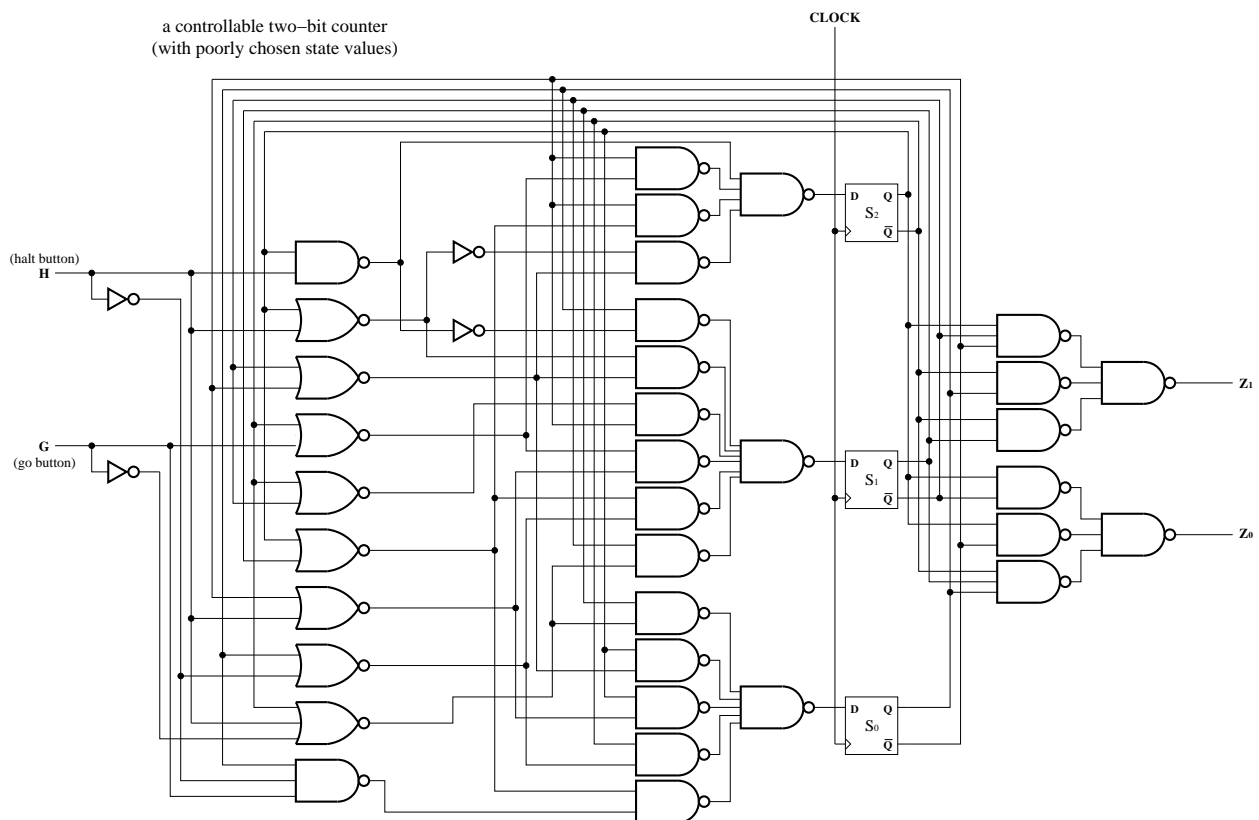 a controllable two−bit counter
(with poorly chosen state values)
CLOCK
D Q
S2
Q
(halt button)
H
Z1
G
(go button)
D Q
S1
Q
Z0
D Q
S0
Q